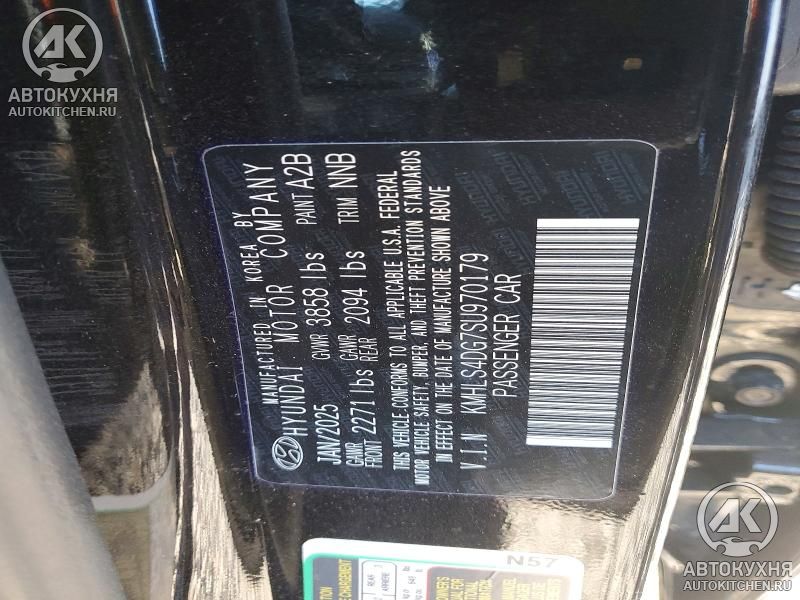 АВТОКУХНЯ
AUTOKITCHEN.RU
MANUFACTURED IN KOREA BY
HYUNDAI MOTOR COMPANY
JAN/2025 GVWR 3858 lbs PAINT A2B
GAWR FRONT 2271 lbs GAWR REAR 2094 lbs TRIM NNB
THIS VEHICLE CONFORMS TO ALL APPLICABLE U.S.A. FEDERAL
MOTOR VEHICLE SAFETY, BUMPER, AND THEFT PREVENTION STANDARDS
IN EFFECT ON THE DATE OF MANUFACTURE SHOWN ABOVE
V.I.N KMHLS4DG7SU970179
PASSENGER CAR
N57
REAR
ARRIERE
АВТОКУХНЯ
AUTOKITCHEN.RU